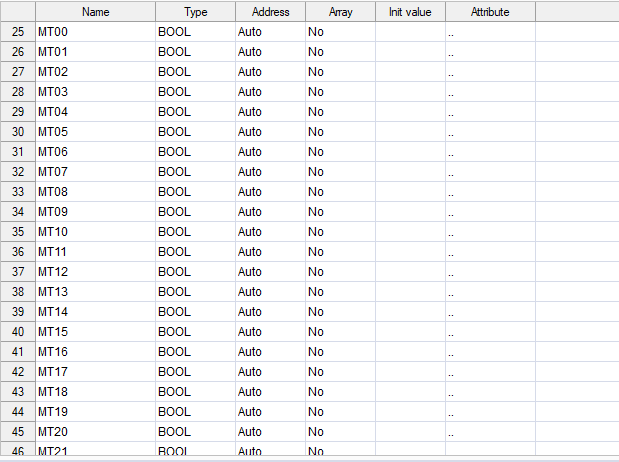 Name Type Address Array Init value Attribute
25 MT00 BOOL Auto No ..
26 MT01 BOOL Auto No ..
27 MT02 BOOL Auto No ..
28 MT03 BOOL Auto No ..
29 MT04 BOOL Auto No ..
30 MT05 BOOL Auto No ..
31 MT06 BOOL Auto No ..
32 MT07 BOOL Auto No ..
33 MT08 BOOL Auto No ..
34 MT09 BOOL Auto No ..
35 MT10 BOOL Auto No ..
36 MT11 BOOL Auto No ..
37 MT12 BOOL Auto No ..
38 MT13 BOOL Auto No ..
39 MT14 BOOL Auto No ..
40 MT15 BOOL Auto No ..
41 MT16 BOOL Auto No ..
42 MT17 BOOL Auto No ..
43 MT18 BOOL Auto No ..
44 MT19 BOOL Auto No ..
45 MT20 BOOL Auto No ..
46 MT21 BOOL Auto No